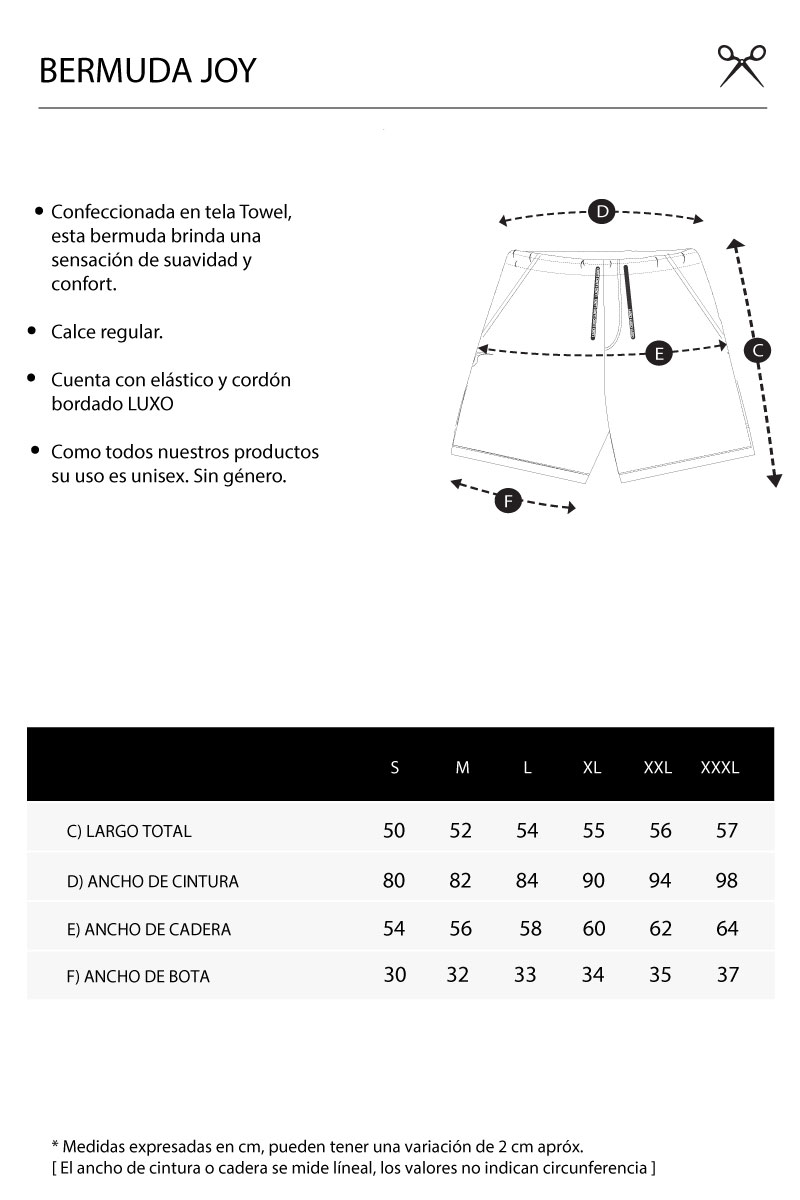 BERMUDA JOY
• Confeccionada en tela Towel,
esta bermuda brinda una
sensación de suavidad y
confort.
• Calce regular.
• Cuenta con elástico y cordón
bordado LUXO
• Como todos nuestros productos
su uso es unisex. Sin género.
D
E
C
F
S M L XL XXL XXXL
C) LARGO TOTAL 50 52 54 55 56 57
D) ANCHO DE CINTURA 80 82 84 90 94 98
E) ANCHO DE CADERA 54 56 58 60 62 64
F) ANCHO DE BOTA 30 32 33 34 35 37
* Medidas expresadas en cm, pueden tener una variación de 2 cm apróx.
[ El ancho de cintura o cadera se mide líneal, los valores no indican circunferencia ]